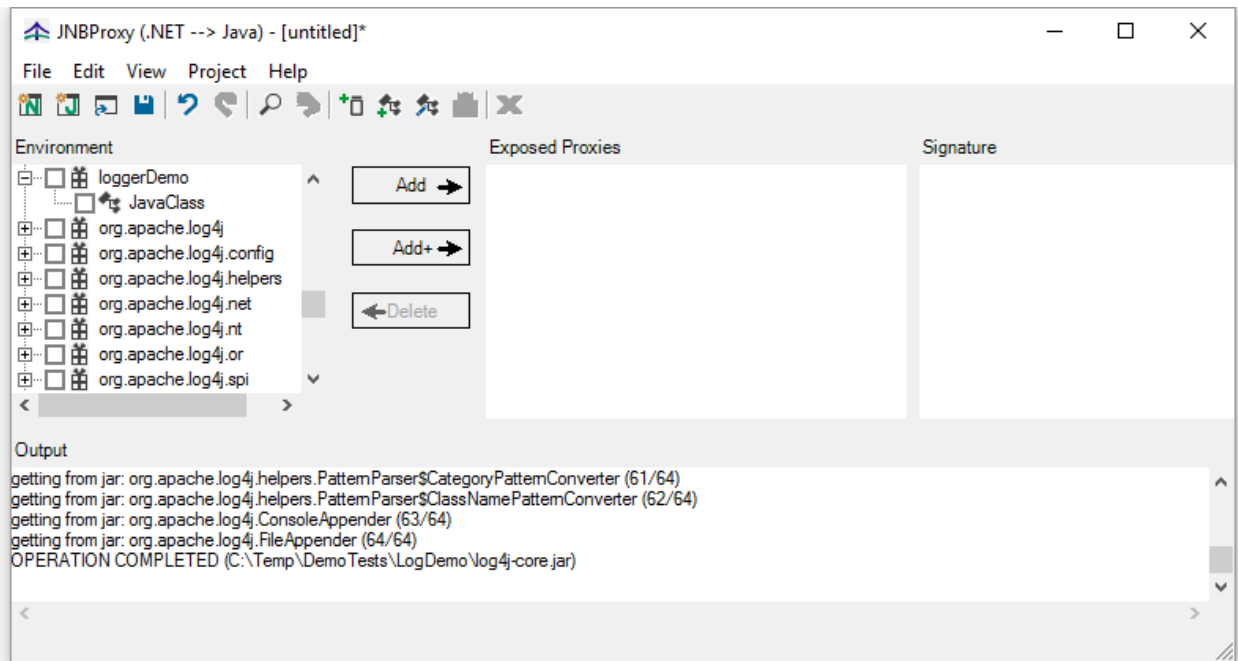 JNBProxy (.NET --> Java) - [untitled]*
File Edit View Project Help
Environment Exposed Proxies Signature
loggerDemo
JavaClass
org.apache.log4j
org.apache.log4j.config
org.apache.log4j.helpers
org.apache.log4j.net
org.apache.log4j.nt
org.apache.log4j.or
org.apache.log4j.spi
Add
Add+
Delete
Output
getting from jar: org.apache.log4j.helpers.PatternParser$CategoryPatternConverter (61/64)
getting from jar: org.apache.log4j.helpers.PatternParser$ClassNamePatternConverter (62/64)
getting from jar: org.apache.log4j.ConsoleAppender (63/64)
getting from jar: org.apache.log4j.FileAppender (64/64)
OPERATION COMPLETED (C:\Temp\DemoTests\LogDemo\log4j-core.jar)